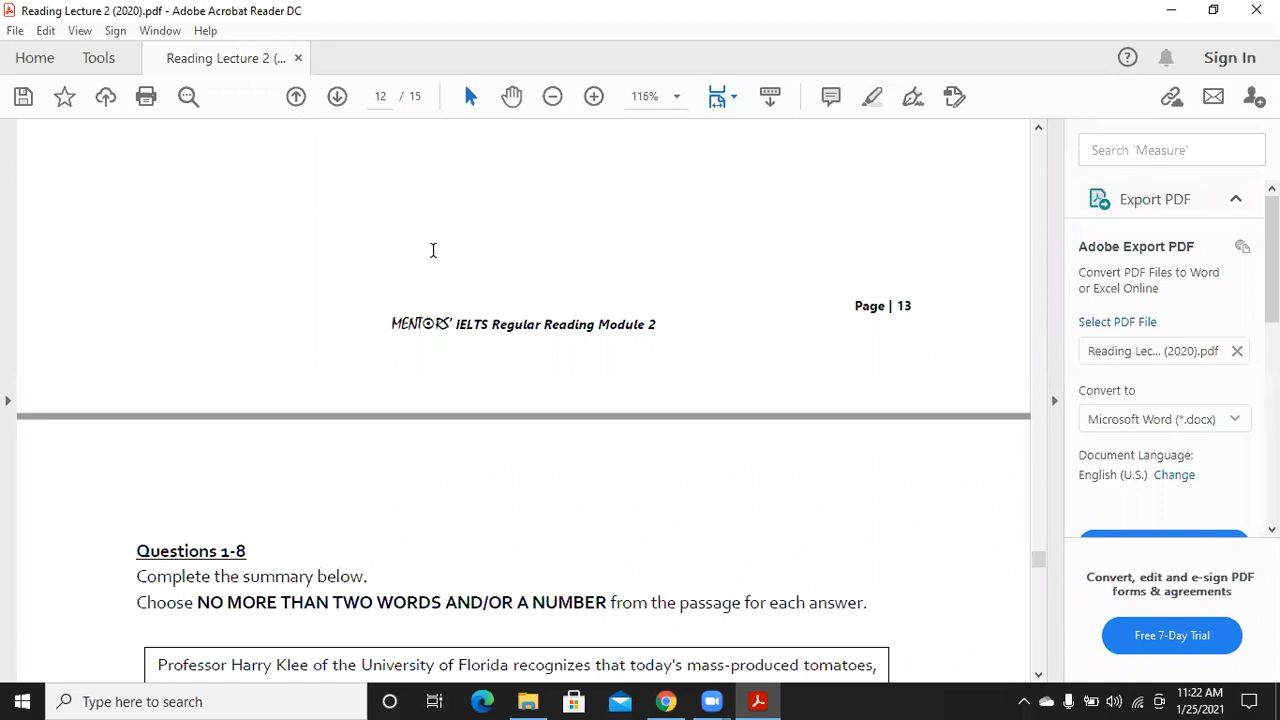 Reading Lecture 2 (2020).pdf - Adobe Acrobat Reader DC
File Edit View Sign Window Help
Home Tools Reading Lecture 2 (... ×
Sign In
12 / 15 116%
Search 'Measure'
Export PDF
Adobe Export PDF
Convert PDF Files to Word
or Excel Online
Select PDF File
Reading Lec... (2020).pdf
Convert to
Microsoft Word (*.docx)
Document Language:
English (U.S.) Change
Convert, edit and e-sign PDF
forms & agreements
Free 7-Day Trial
Page | 13
MENTORS' IELTS Regular Reading Module 2
Questions 1-8
Complete the summary below.
Choose NO MORE THAN TWO WORDS AND/OR A NUMBER from the passage for each answer.
Professor Harry Klee of the University of Florida recognizes that today's mass-produced tomatoes,
Type here to search
11:22 AM
1/25/2021